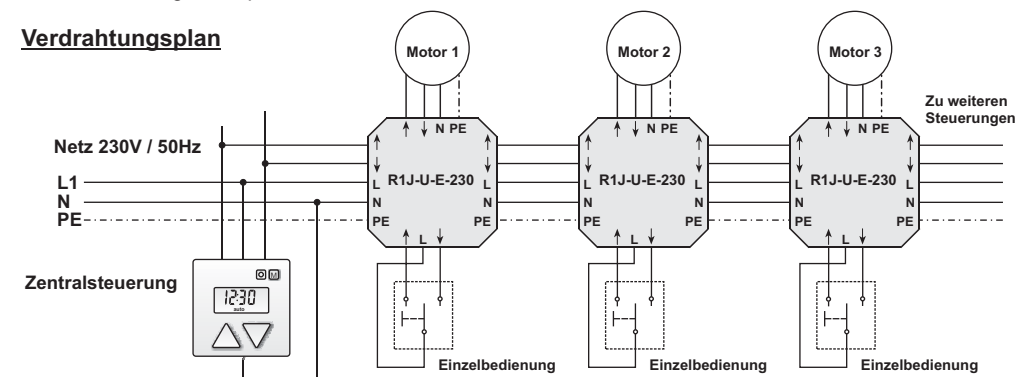 Verdrahtungsplan
Motor 1
Motor 2
Motor 3
Zu weiteren
Steuerungen
↑ ↓ N PE
↑ ↓ N PE
↑ ↓ N PE
Netz 230V / 50Hz
L1
N
PE
L R1J-U-E-230 L
N N
PE PE
↑ L ↓
L R1J-U-E-230 L
N N
PE PE
↑ L ↓
L R1J-U-E-230 L
N N
PE PE
↑ L ↓
Zentralsteuerung
M
12:30
auto
Einzelbedienung
Einzelbedienung
Einzelbedienung